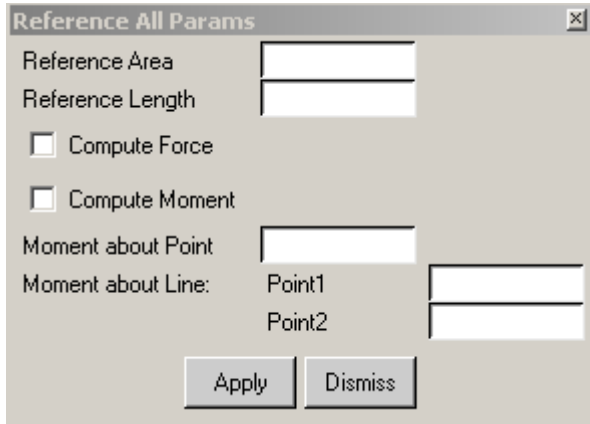 Reference All Params
Reference Area
Reference Length
Compute Force
Compute Moment
Moment about Point
Moment about Line: Point1
Point2
Apply Dismiss